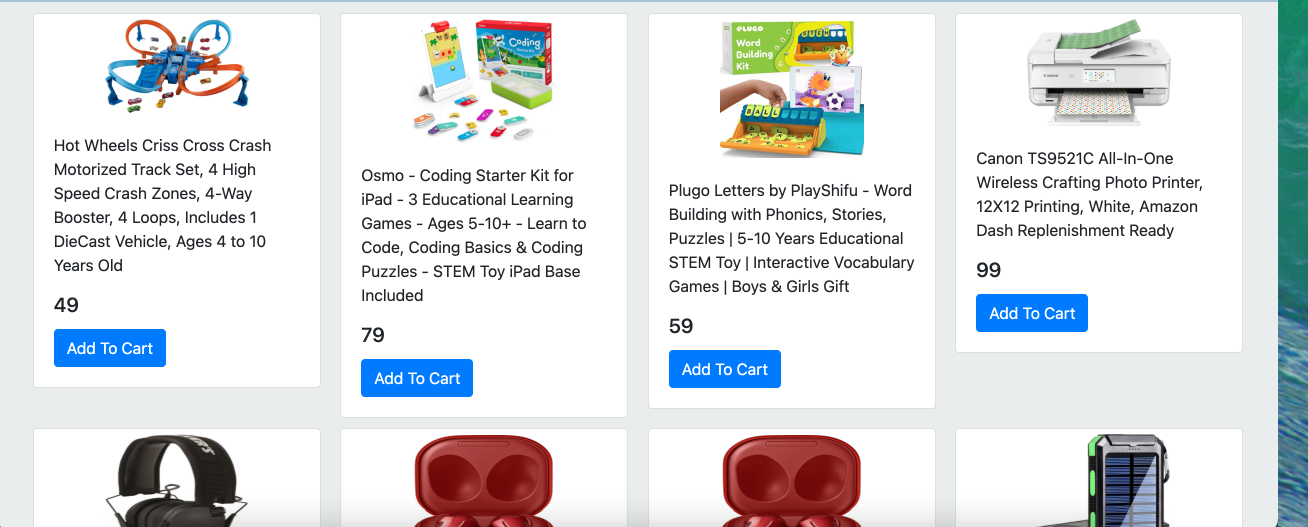 Hot Wheels Criss Cross Crash
Motorized Track Set, 4 High
Speed Crash Zones, 4-Way
Booster, 4 Loops, Includes 1
DieCast Vehicle, Ages 4 to 10
Years Old
49
Add To Cart
Coding
Osmo - Coding Starter Kit for
iPad - 3 Educational Learning
Games - Ages 5-10+ - Learn to
Code, Coding Basics & Coding
Puzzles - STEM Toy iPad Base
Included
79
Add To Cart
PLUGO
Word
Building
Kit
BALL
Plugo Letters by PlayShifu - Word
Building with Phonics, Stories,
Puzzles | 5-10 Years Educational
STEM Toy | Interactive Vocabulary
Games | Boys & Girls Gift
59
Add To Cart
Canon
Canon TS9521C All-In-One
Wireless Crafting Photo Printer,
12X12 Printing, White, Amazon
Dash Replenishment Ready
99
Add To Cart